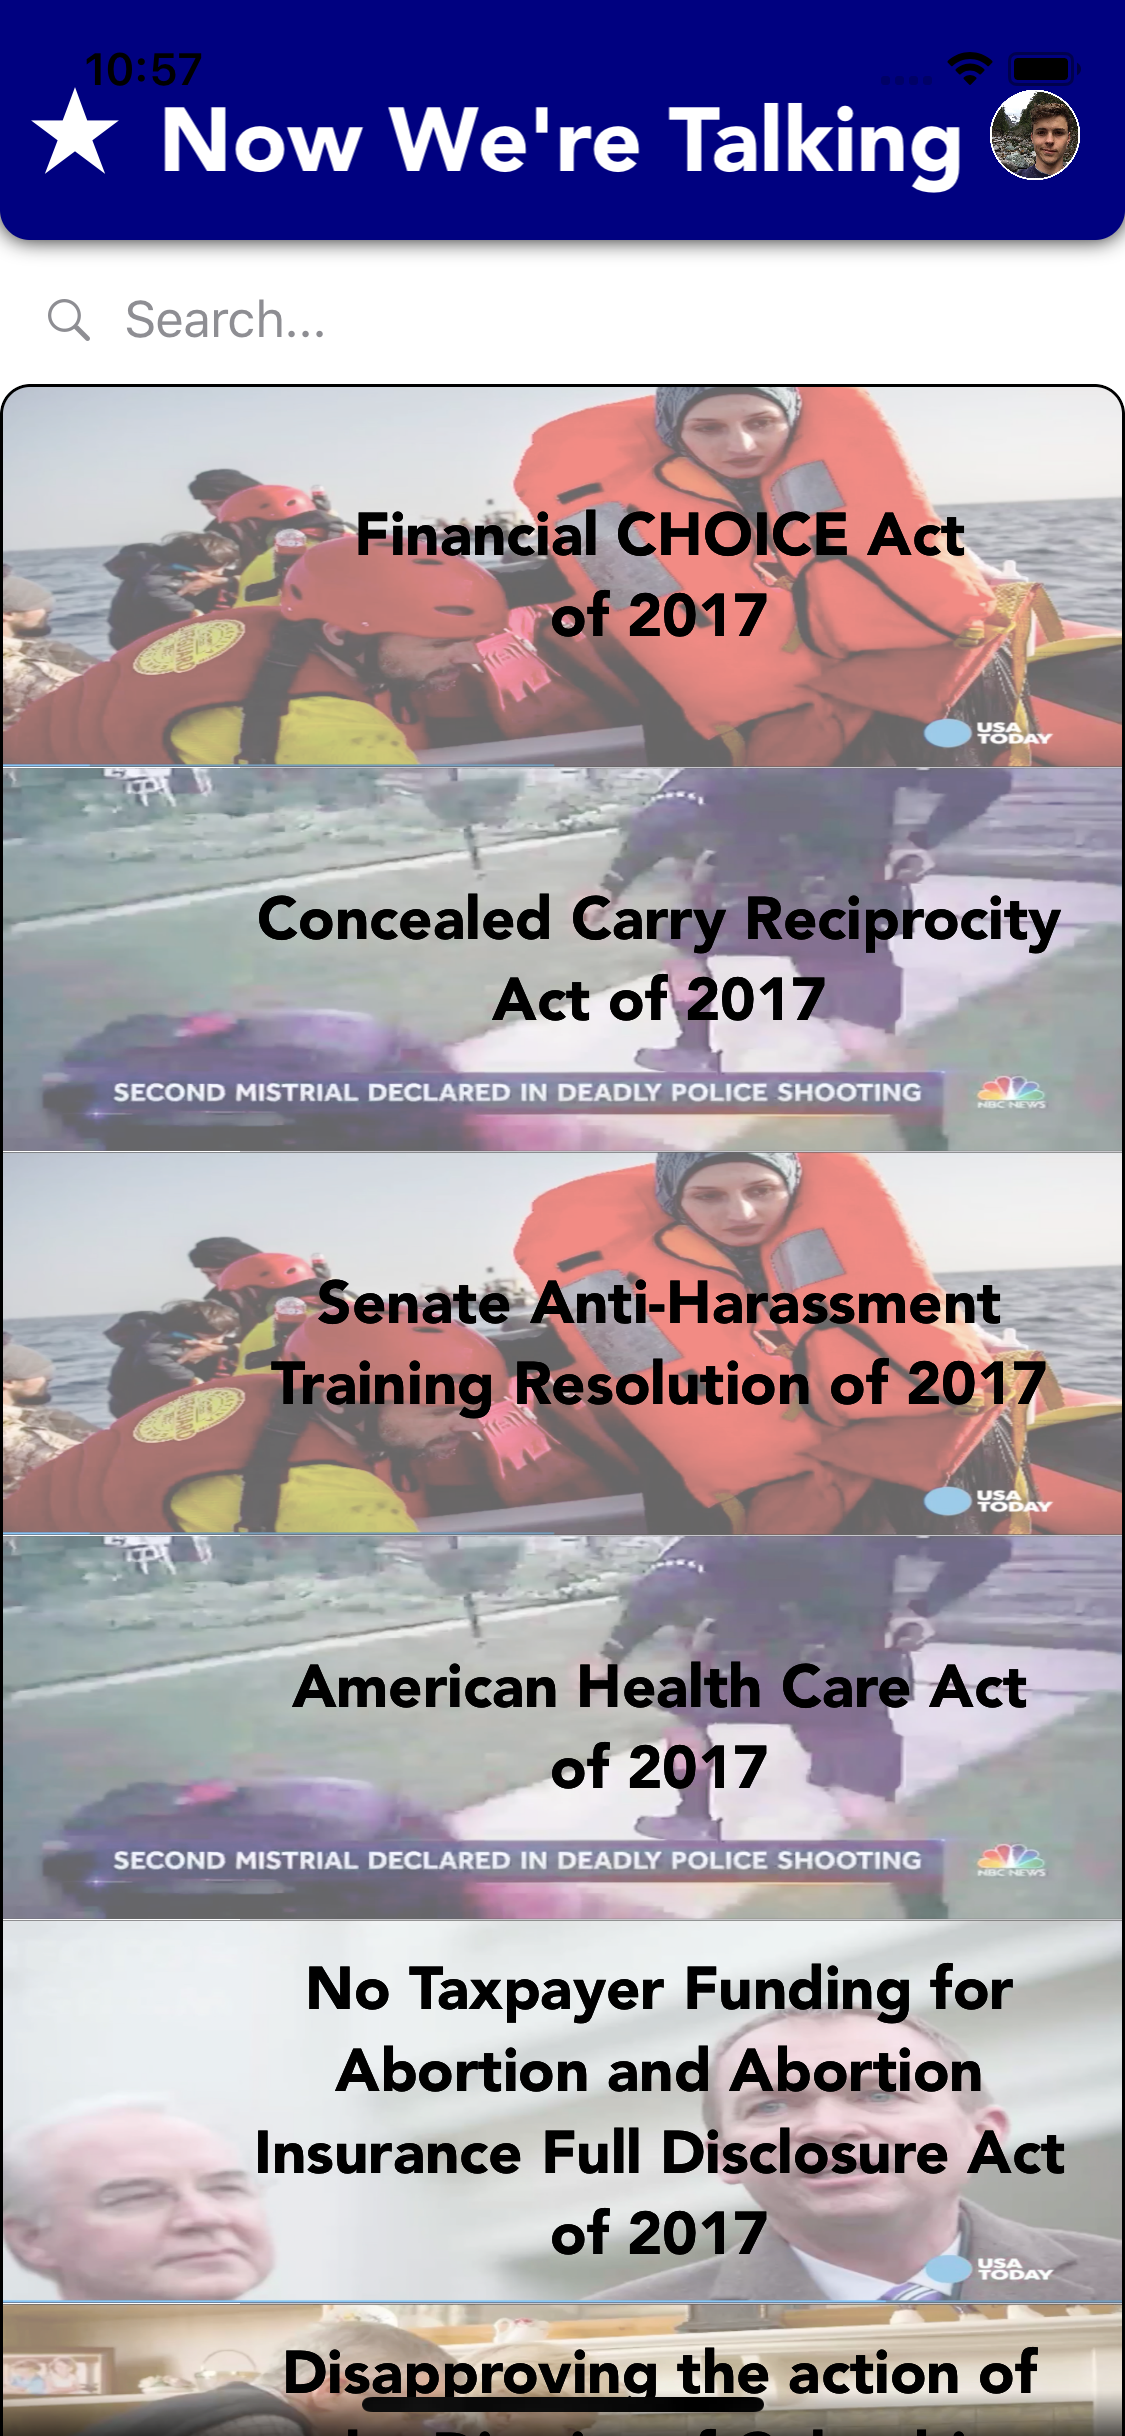 10:57
Now We're Talking
Search...
Financial CHOICE Act
of 2017
USA
TODAY
Concealed Carry Reciprocity
Act of 2017
SECOND MISTRIAL DECLARED IN DEADLY POLICE SHOOTING
NBC NEWS
Senate Anti-Harassment
Training Resolution of 2017
USA
TODAY
American Health Care Act
of 2017
SECOND MISTRIAL DECLARED IN DEADLY POLICE SHOOTING
NBC NEWS
No Taxpayer Funding for
Abortion and Abortion
Insurance Full Disclosure Act
of 2017
USA
TODAY
Disapproving the action of